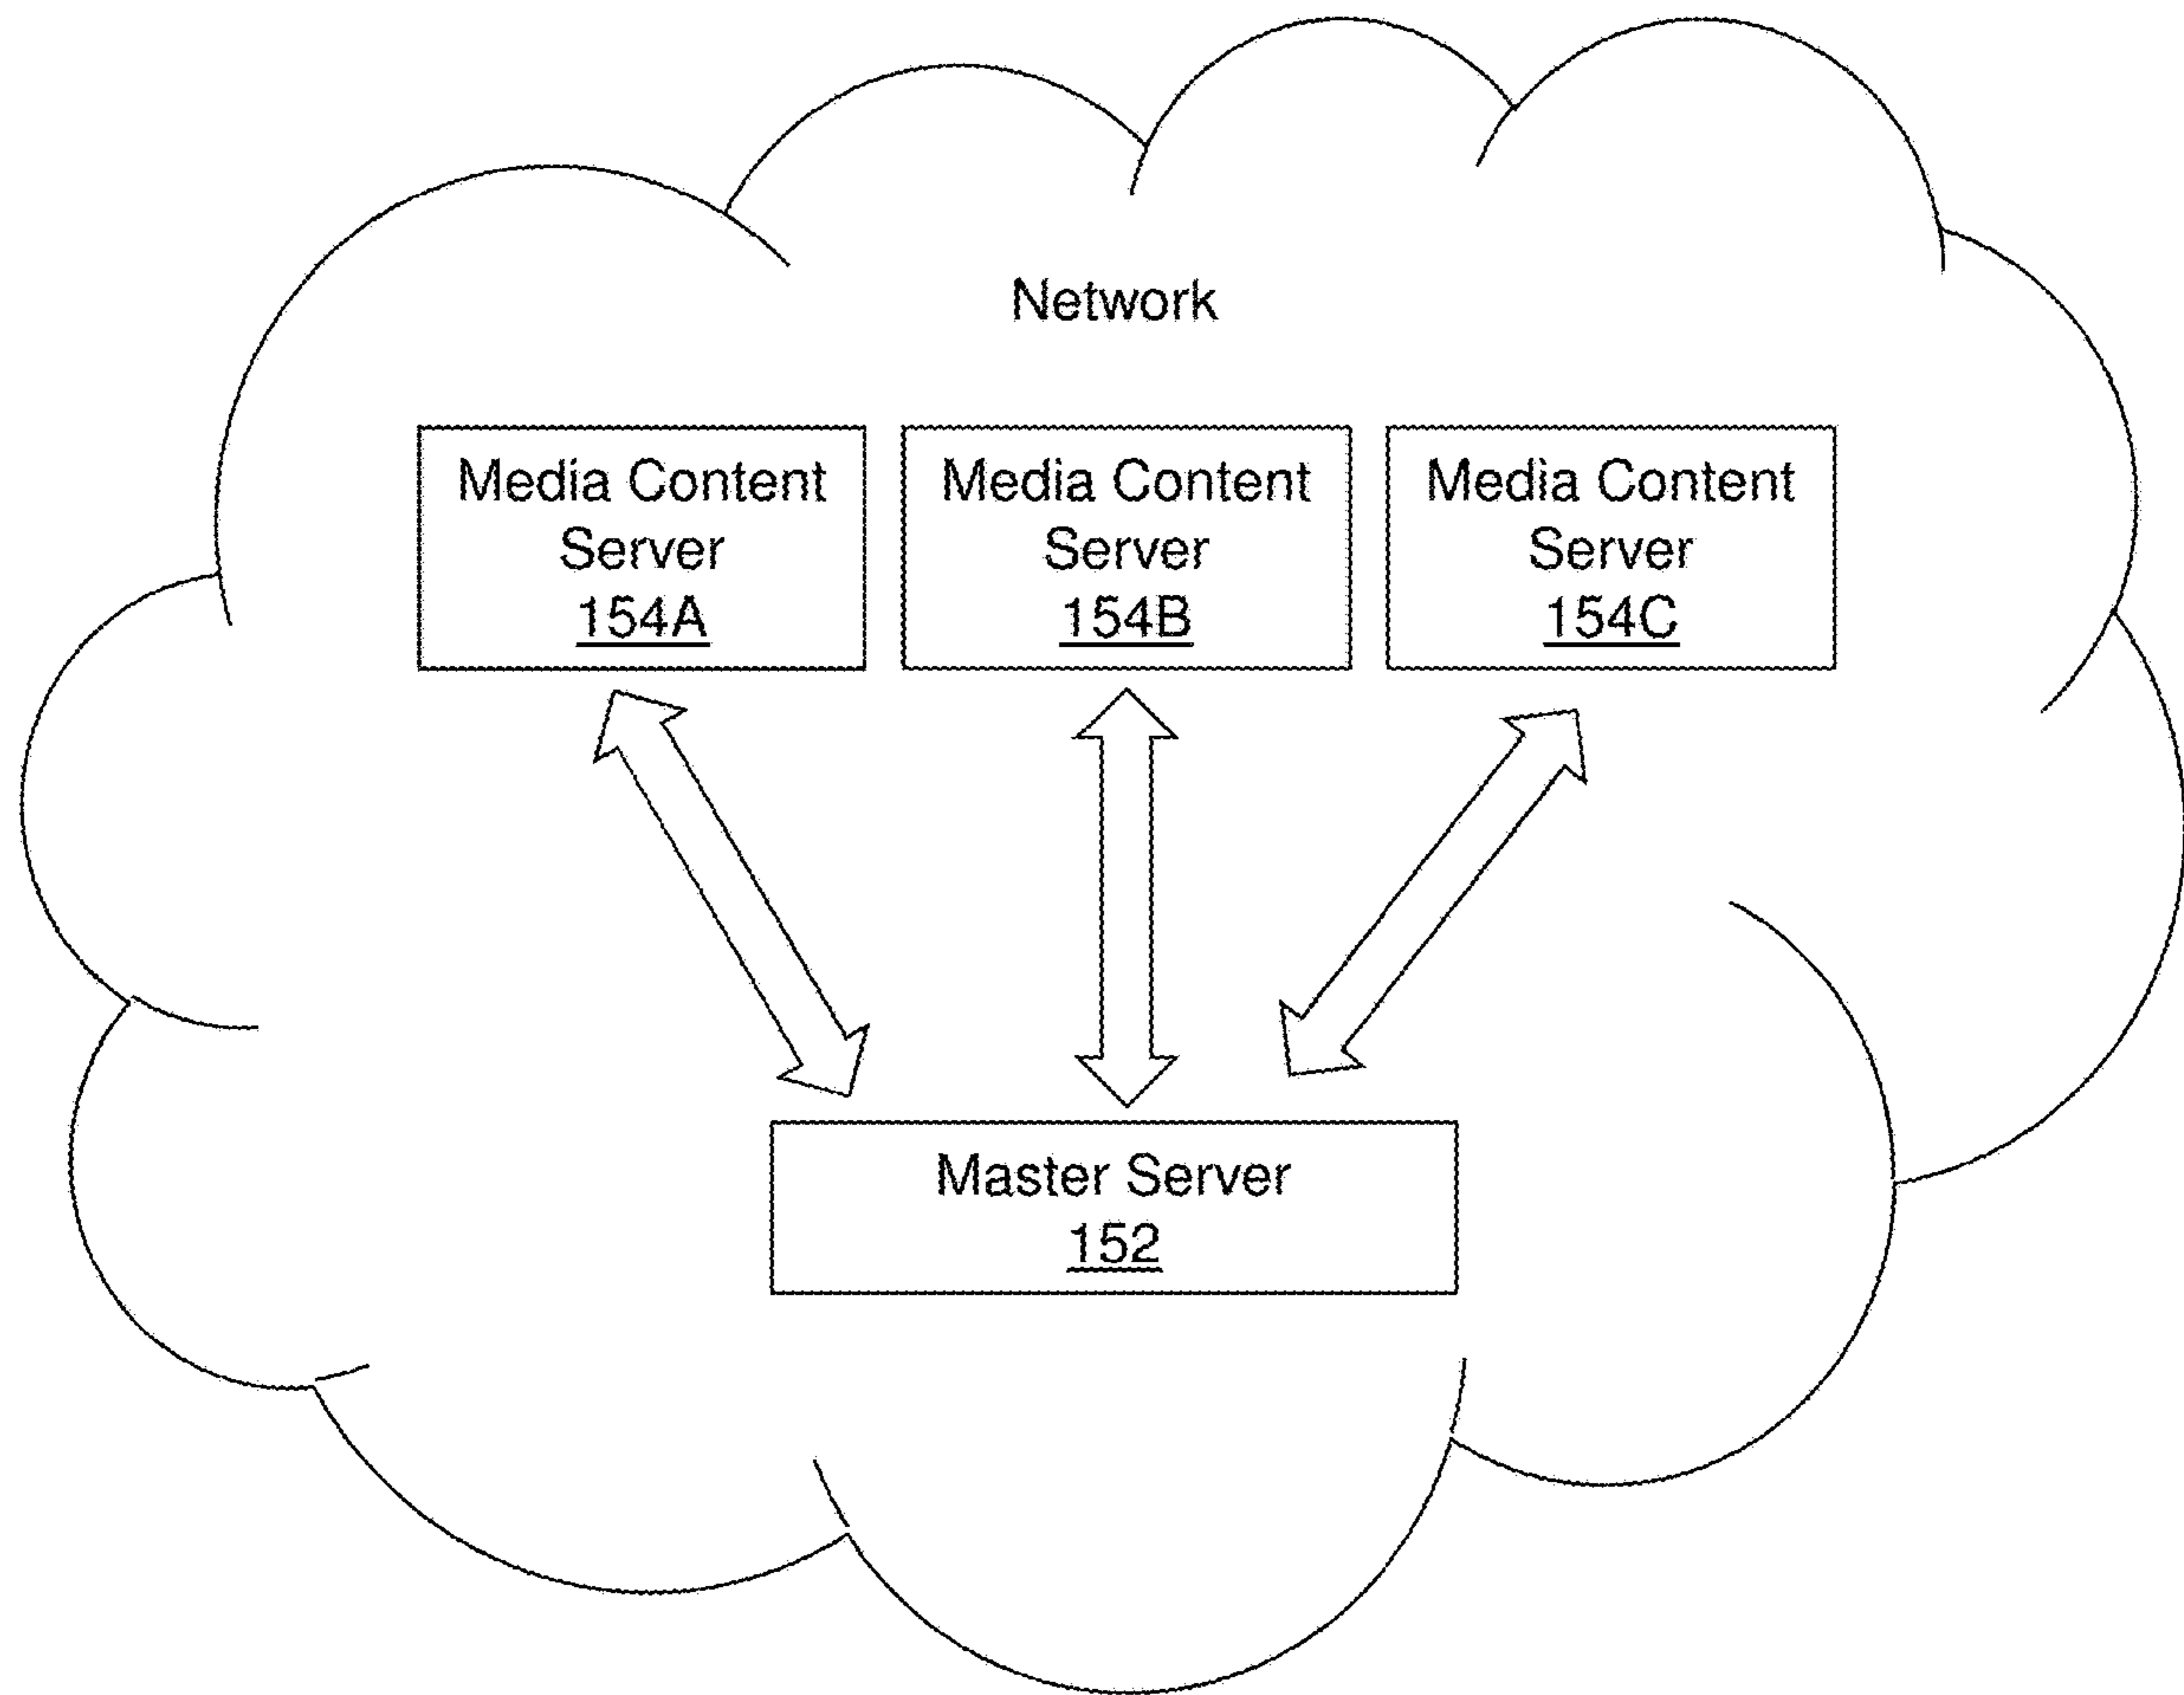 Network
Media Content
Server
154A
Media Content
Server
154B
Media Content
Server
154C
Master Server
152